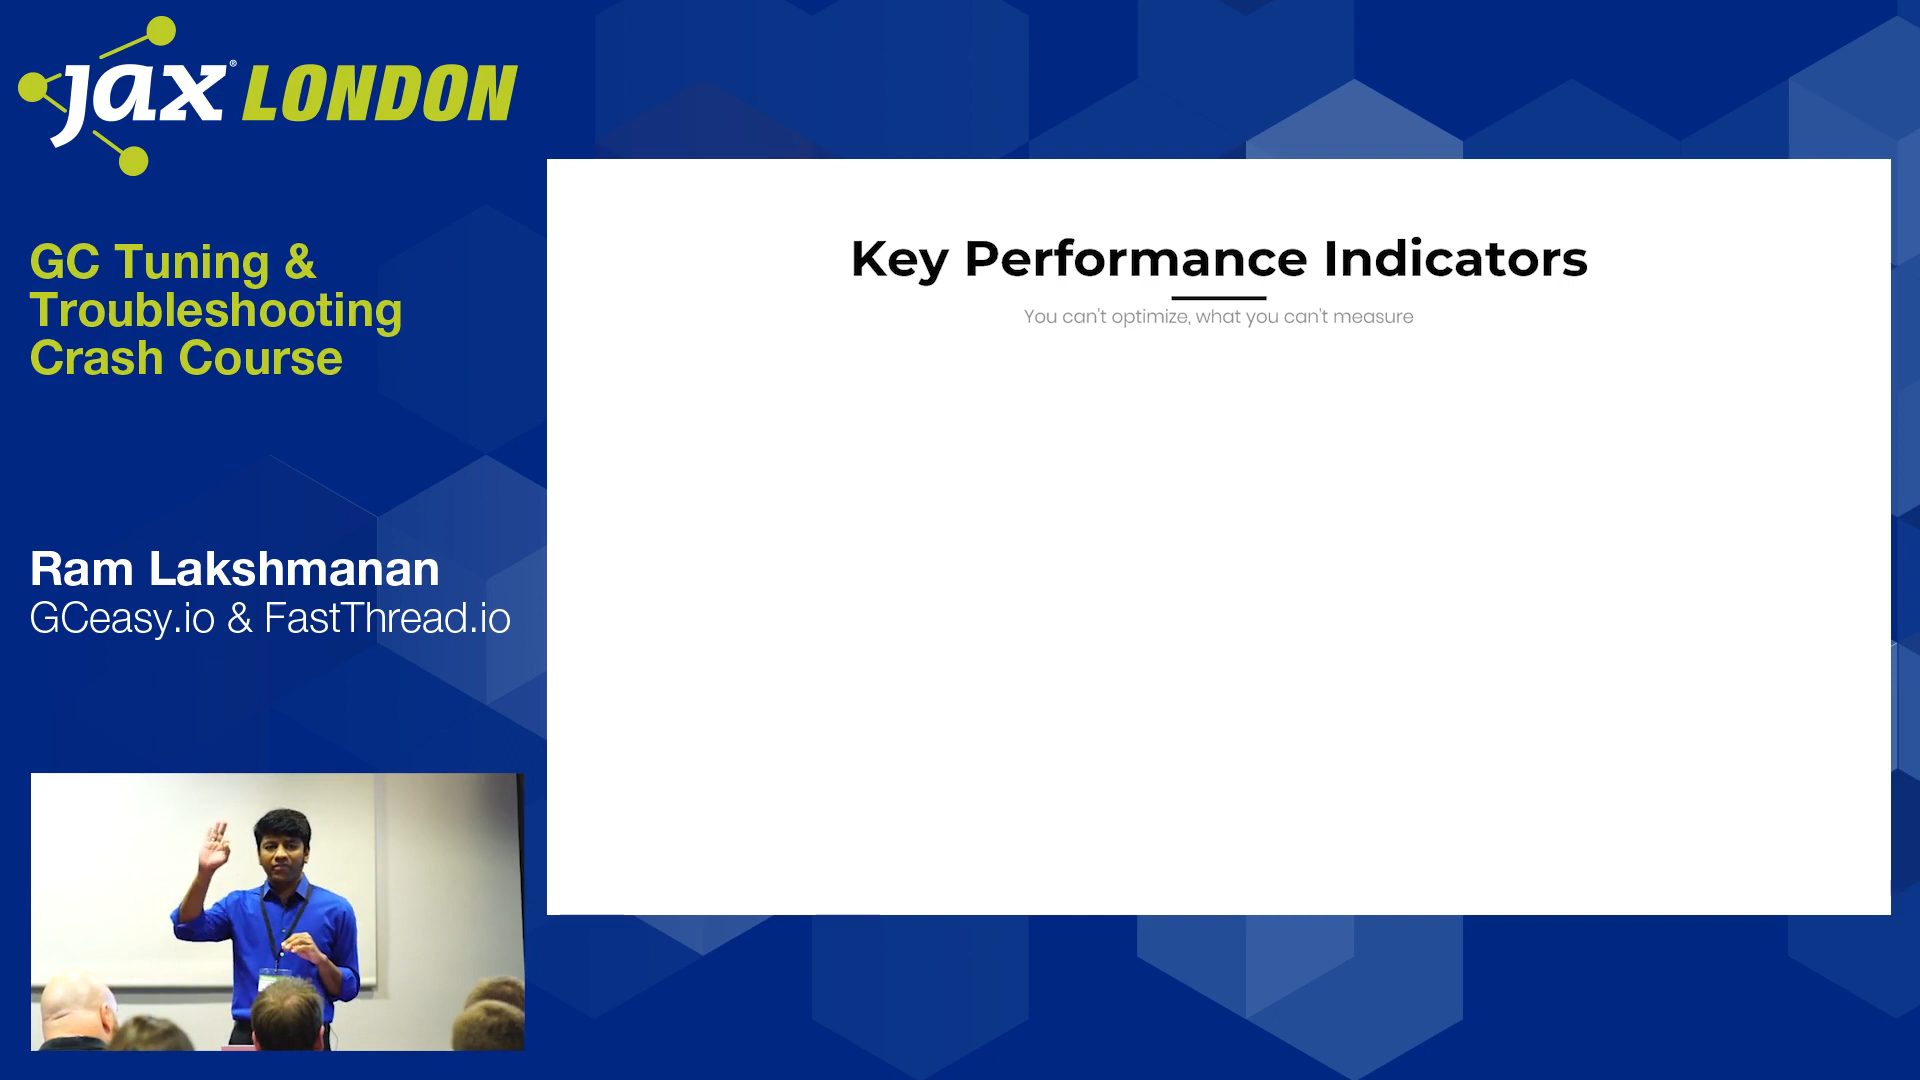 jax® LONDON
GC Tuning &
Troubleshooting
Crash Course
Ram Lakshmanan
GCeasy.io & FastThread.io
Key Performance Indicators
You can't optimize, what you can't measure